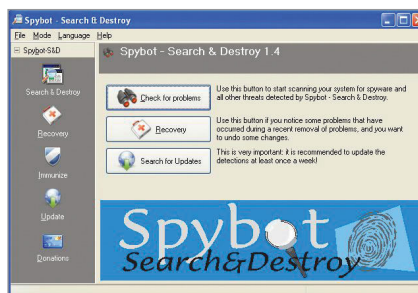 Spybot - Search & Destroy
File Mode Language Help
Spybot-S&D
Search & Destroy
Recovery
Immunize
Update
Donations
Spybot - Search & Destroy 1.4
Check for problems
Use this button to start scanning your system for spyware and
all other threats detected by Spybot - Search & Destroy.
Recovery
Use this button if you notice some problems that have
occurred during a recent removal of problems, and you want
to undo some changes.
Search for Updates
This is very important: it is recommended to update the
detections at least once a week!
Spybot
Search&Destroy